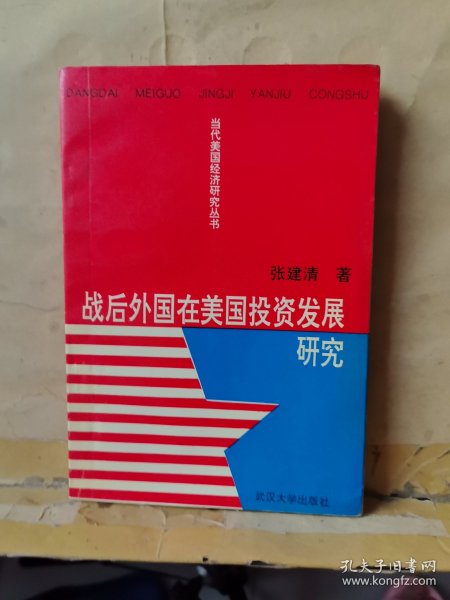 DANGDAI MEIGUO JINGJI YANJIU CONGSHU
当代美国经济研究丛书
张建清 著
战后外国在美国投资发展
研究
武汉大学出版社
孔夫子旧书网
www.kongfz.com